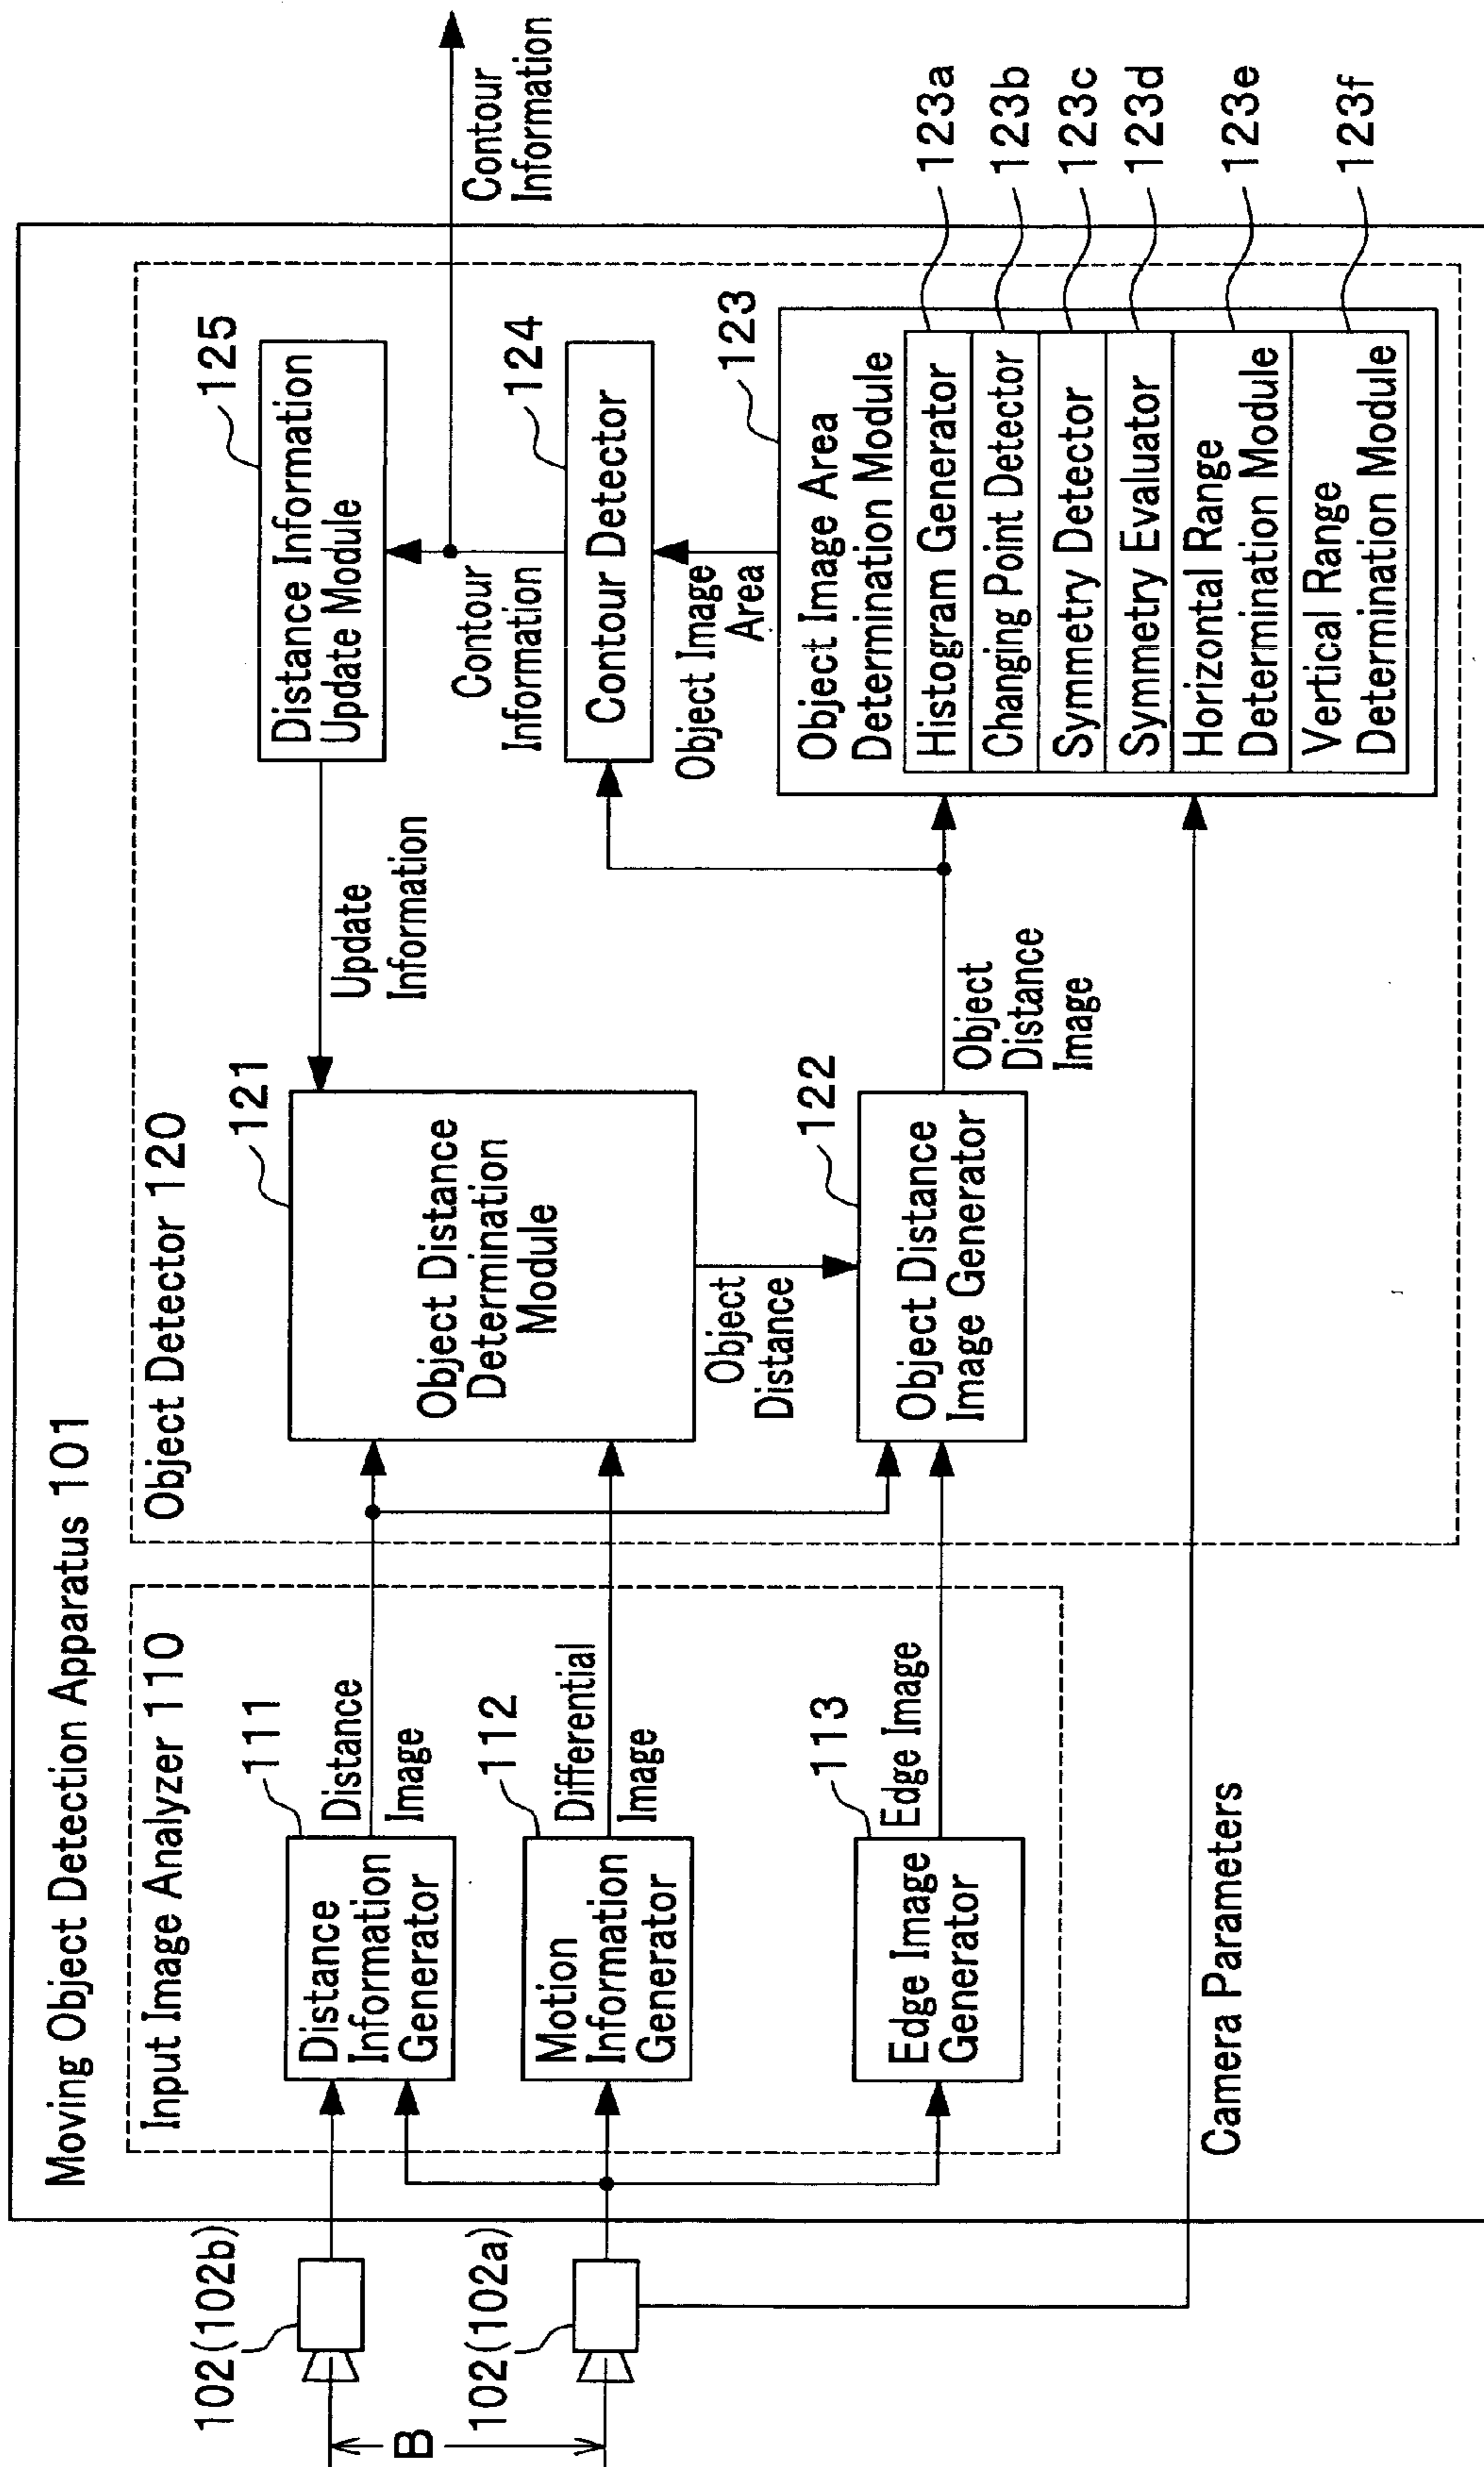 Moving Object Detection Apparatus 101
Input Image Analyzer 110
Object Detector 120
102(102b)
102(102a)
B
111
Distance
Information
Generator
Distance
Image
112
Motion
Information
Generator
Differential
Image
113
Edge Image
Generator
Edge Image
Camera Parameters
121
Object Distance
Determination
Module
Object
Distance
122
Object Distance
Image Generator
Object
Distance
Image
Update
Information
125
Distance Information
Update Module
Contour
Information
Contour
Information
124
Contour Detector
Object Image
Area
123
Object Image Area
Determination Module
Histogram Generator
Changing Point Detector
Symmetry Detector
Symmetry Evaluator
Horizontal Range
Determination Module
Vertical Range
Determination Module
123a
123b
123c
123d
123e
123f